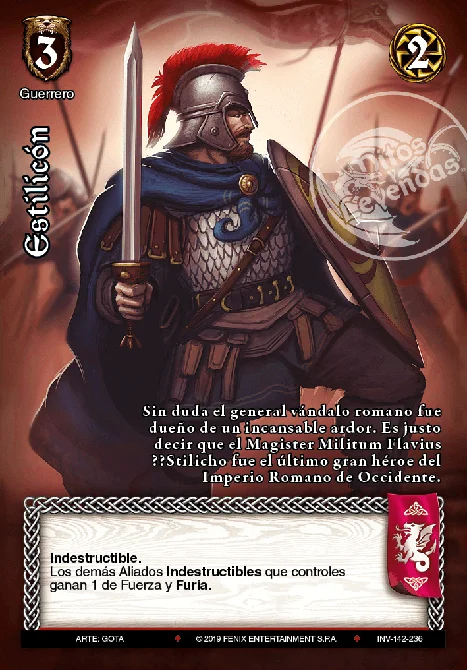 3
2
Guerrero
Estilicón
Mitos
y
Leyendas
Sin duda el general vándalo romano fue
dueño de un incansable ardor. Es justo
decir que el Magister Militum Flavius
??Stilicho fue el último gran héroe del
Imperio Romano de Occidente.
Indestructible.
Los demás Aliados Indestructibles que controles
ganan 1 de Fuerza y Furia.
ARTE: GOTA
© 2019 FENIX ENTERTAINMENT S.P.A.
INV-142-236